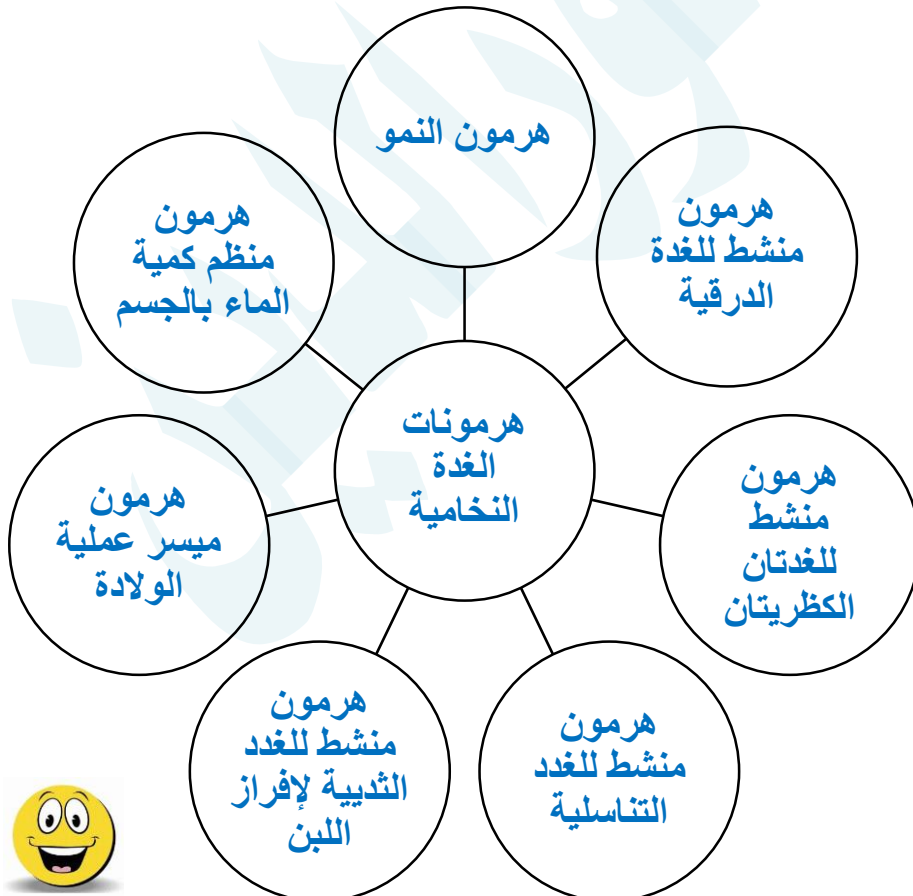 هرمون النمو
هرمون
منشط للغدة
الدرقية
هرمون
منشط
للغدتان
الكظريتان
هرمون
منشط للغدد
التناسلية
هرمون
منشط للغدد
الثديية لإفراز
اللبن
هرمون
ميسر عملية
الولادة
هرمون
منظم كمية
الماء بالجسم
هرمونات
الغدة
النخامية